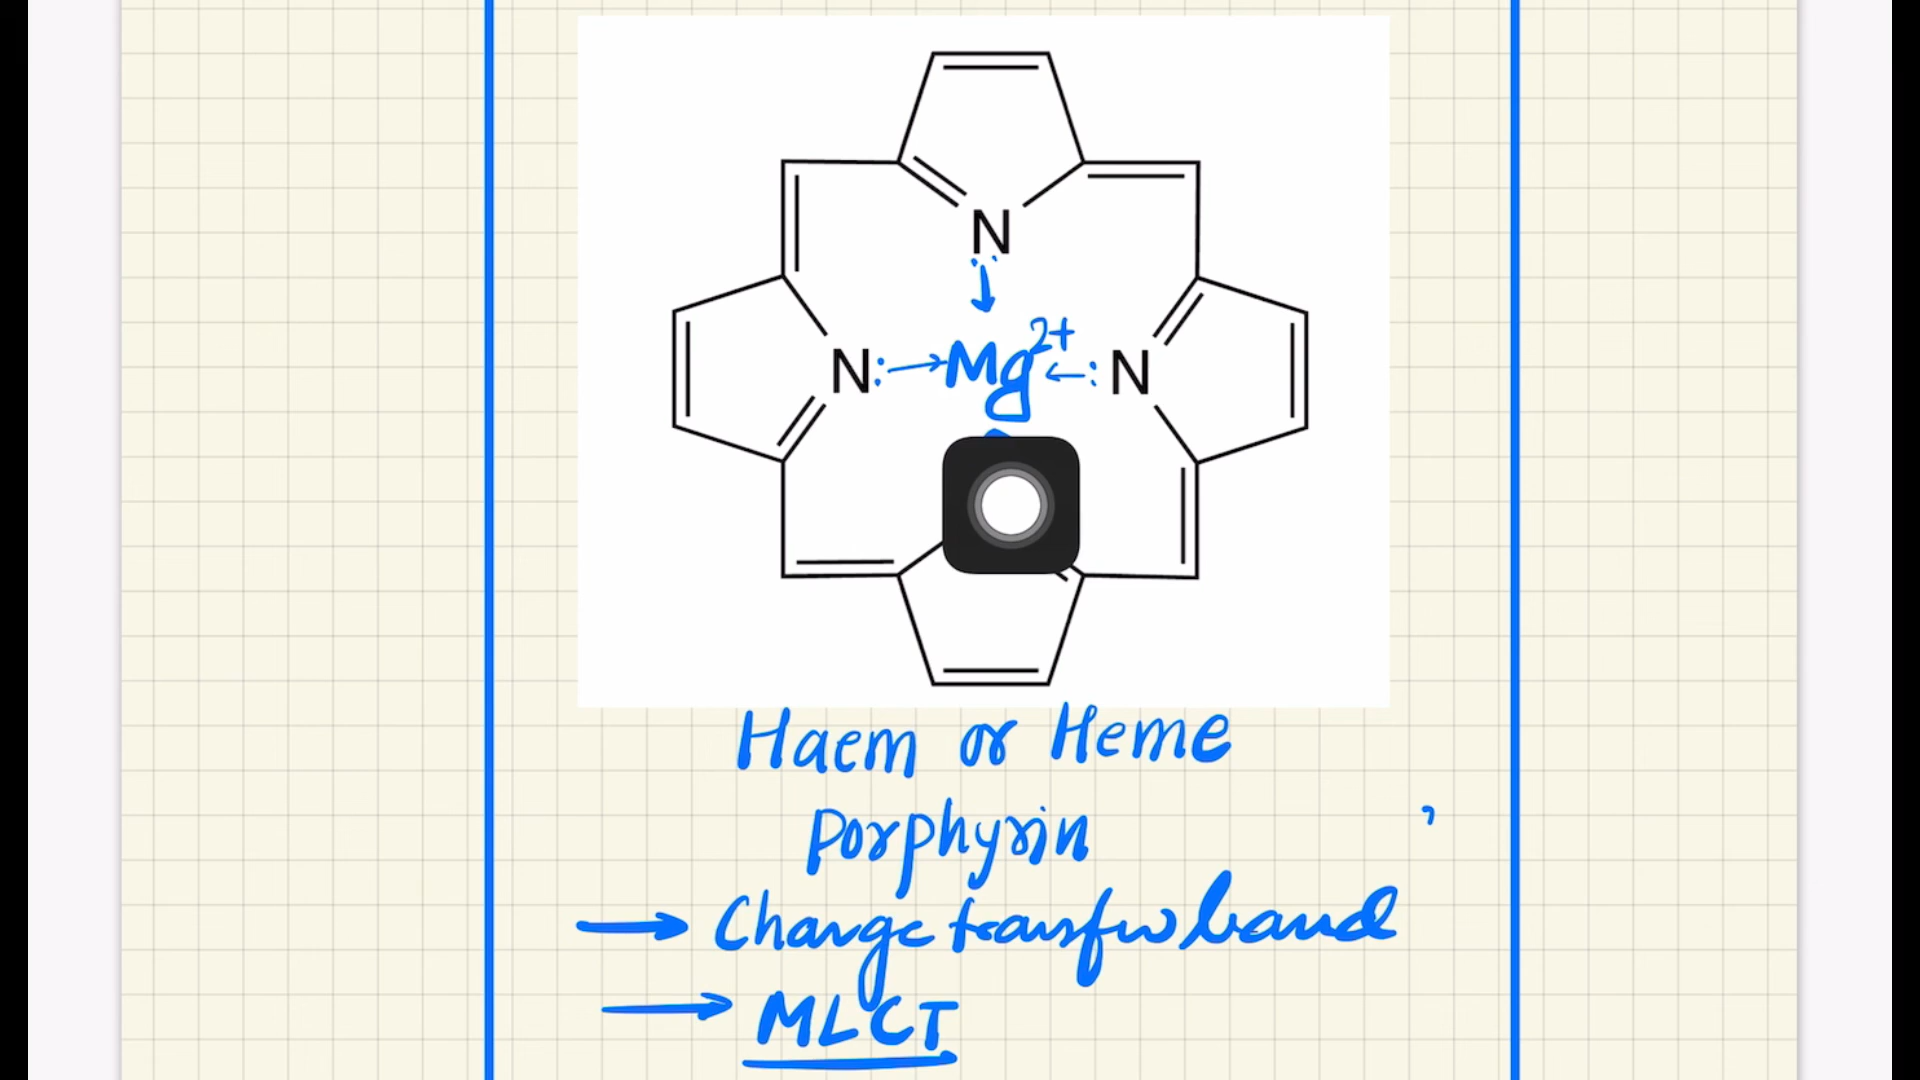 N
N: → Mg2+ ← : N
Haem or Heme
Porphyrin
→ Charge transfer band
→ MLCT